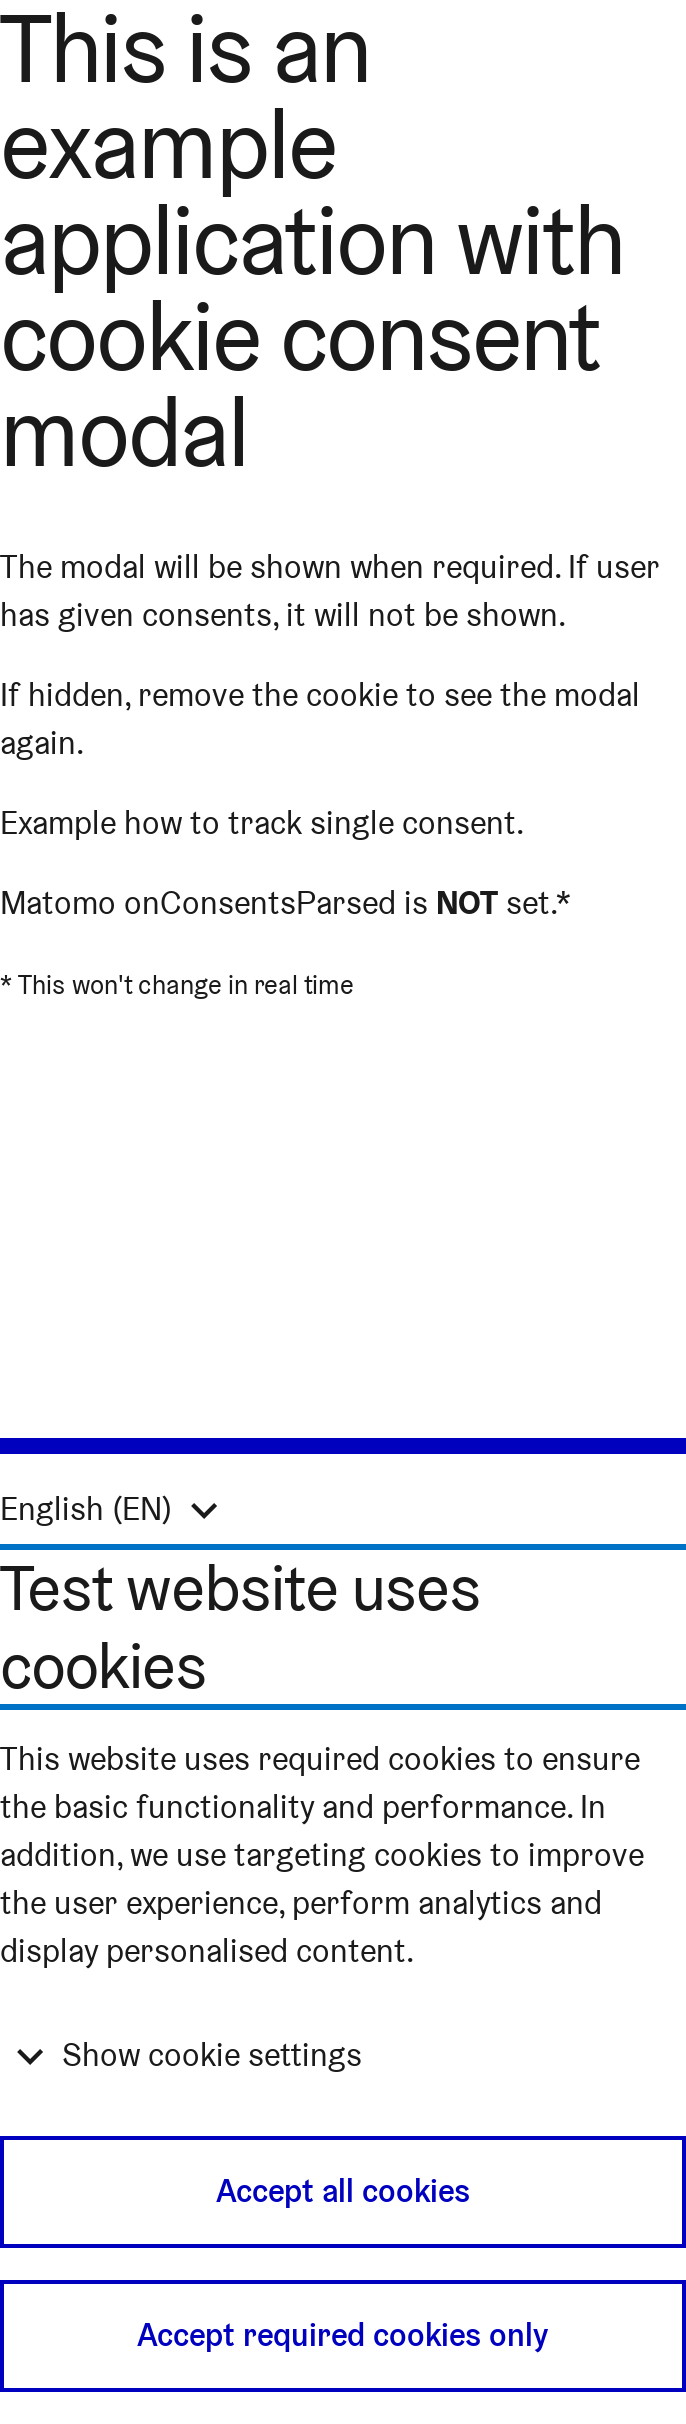 This is an
example
application with
cookie consent
modal
The modal will be shown when required. If user
has given consents, it will not be shown.
If hidden, remove the cookie to see the modal
again.
Example how to track single consent.
Matomo onConsentsParsed is NOT set.*
* This won't change in real time
English (EN)
Test website uses
cookies
This website uses required cookies to ensure
the basic functionality and performance. In
addition, we use targeting cookies to improve
the user experience, perform analytics and
display personalised content.
Show cookie settings
Accept all cookies
Accept required cookies only